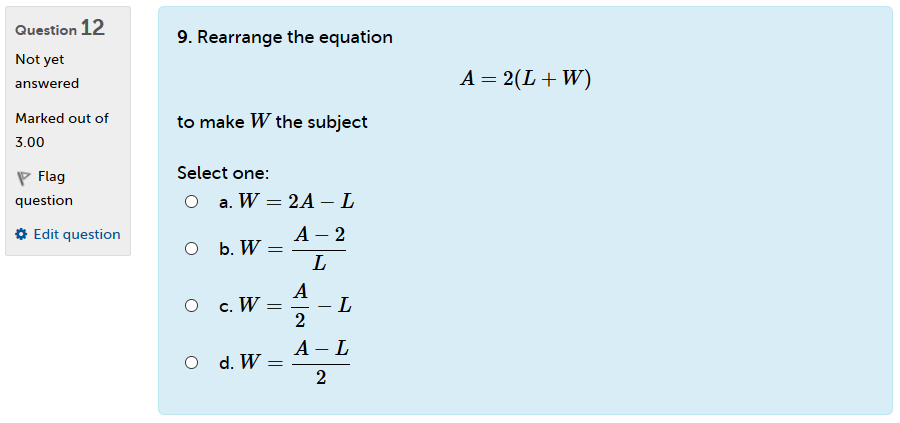 Question 12
Not yet
answered
Marked out of
3.00
Flag
question
Edit question
9. Rearrange the equation
A = 2(L + W)
to make W the subject
Select one:
a. W = 2A − L
b. W = \frac{A − 2}{L}
c. W = \frac{A}{2} − L
d. W = \frac{A − L}{2}